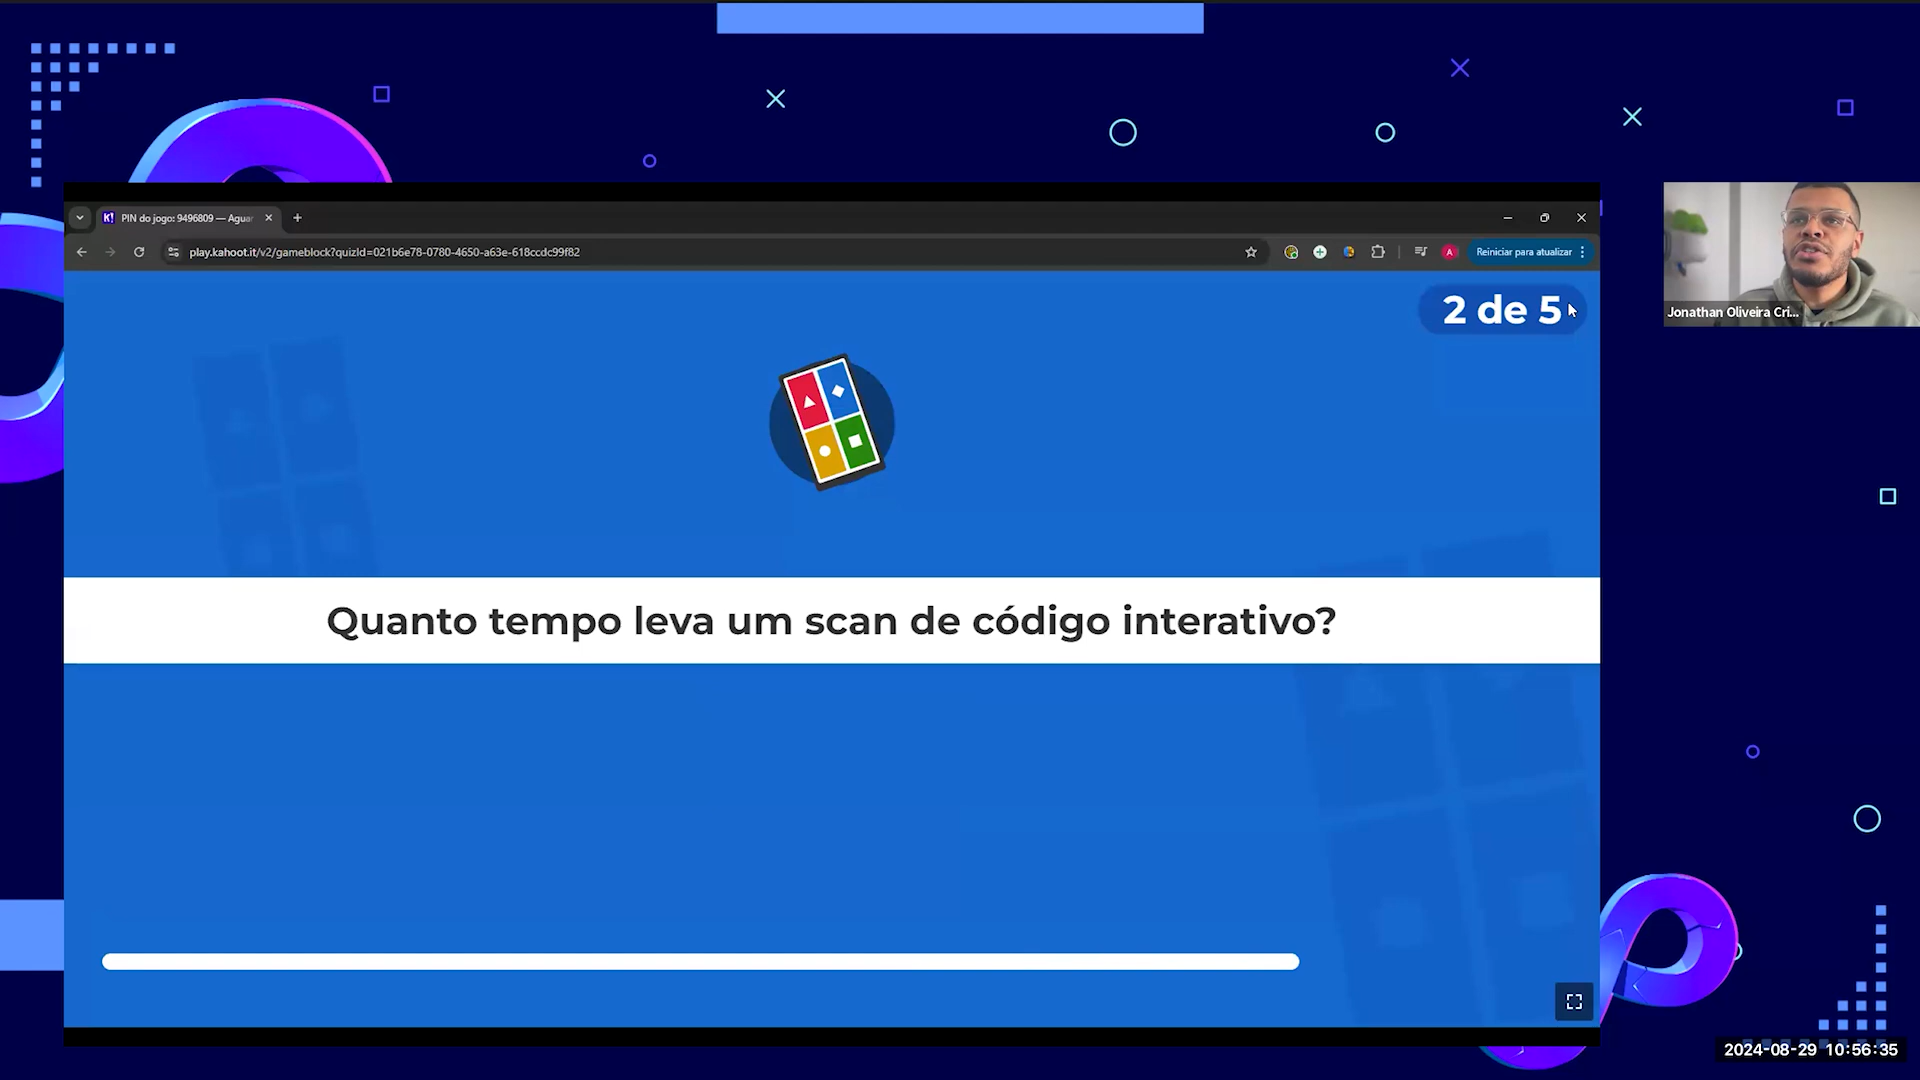 PIN do jogo: 9496809 — Aguar
play.kahoot.it/v2/gameblock?quizId=021b6e78-0780-4650-a63e-618ccdc99f82
A
Reiniciar para atualizar
2 de 5
Jonathan Oliveira Cri...
Quanto tempo leva um scan de código interativo?
2024-08-29 10:56:35